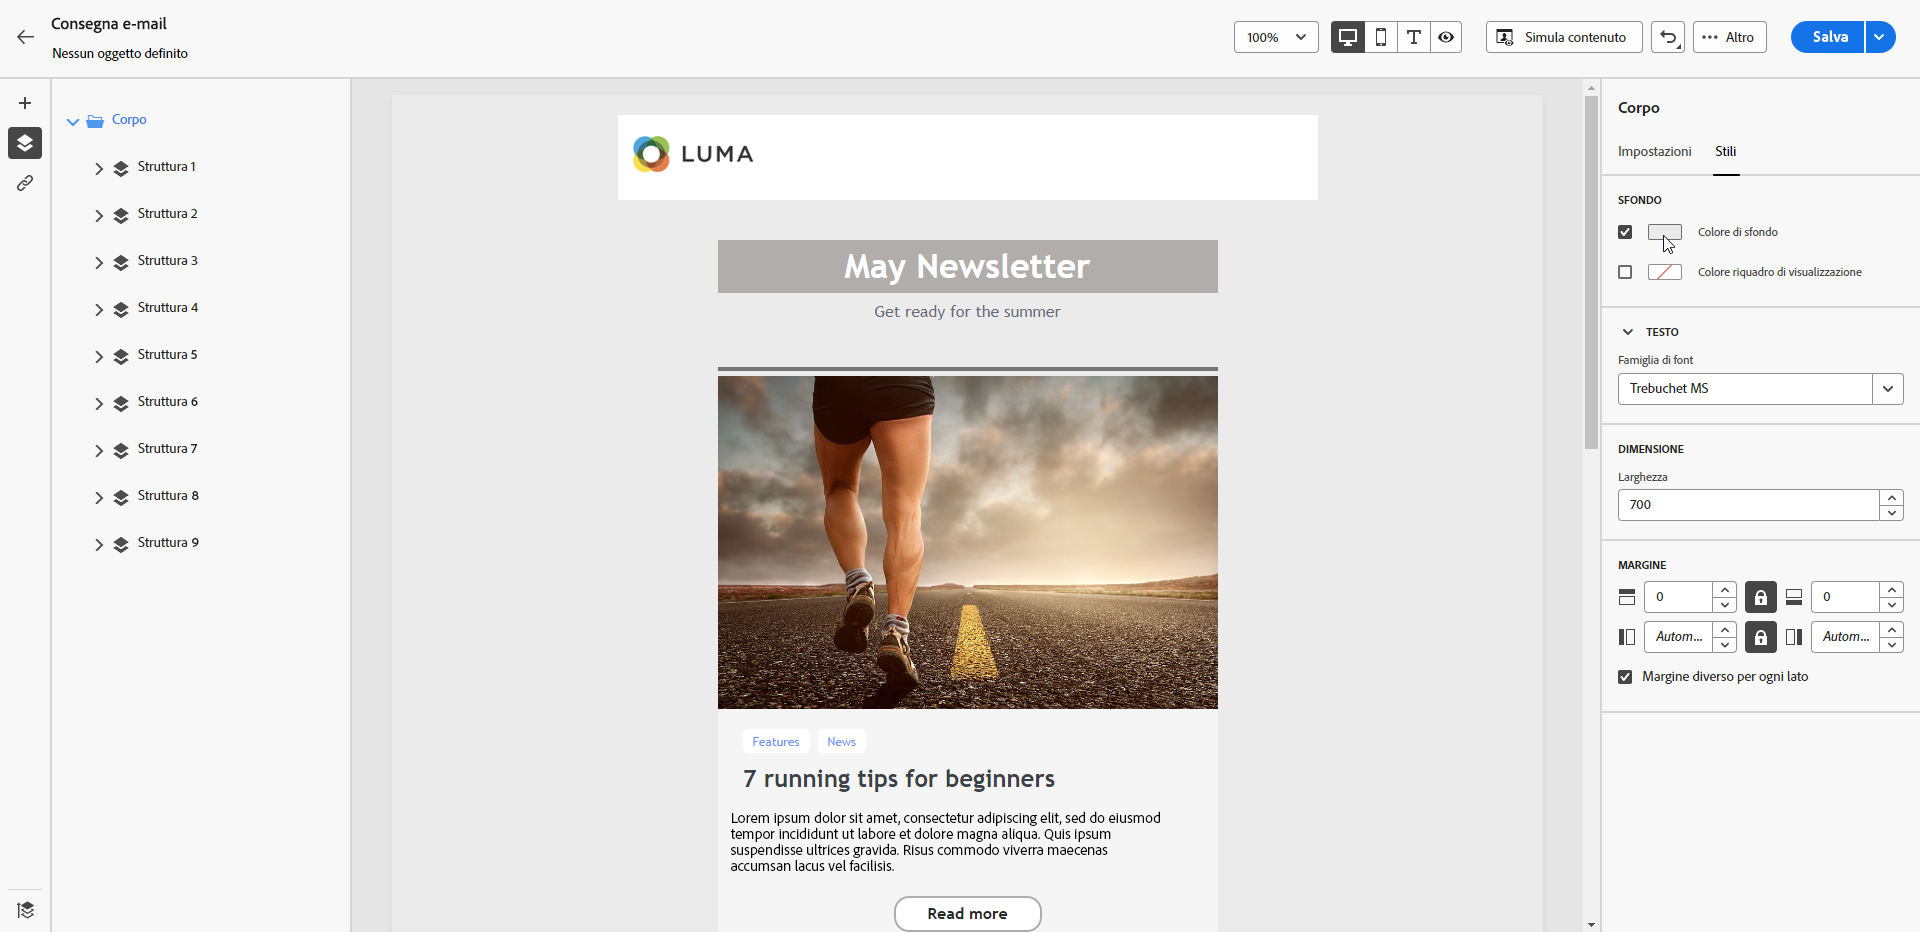 Consegna e-mail
Nessun oggetto definito
100%
Simula contenuto
Altro
Salva
Corpo
Struttura 1
Struttura 2
Struttura 3
Struttura 4
Struttura 5
Struttura 6
Struttura 7
Struttura 8
Struttura 9
LUMA
May Newsletter
Get ready for the summer
Features News
7 running tips for beginners
Lorem ipsum dolor sit amet, consectetur adipiscing elit, sed do eiusmod
tempor incididunt ut labore et dolore magna aliqua. Quis ipsum
suspendisse ultrices gravida. Risus commodo viverra maecenas
accumsan lacus vel facilisis.
Read more
Corpo
Impostazioni Stili
SFONDO
Colore di sfondo
Colore riquadro di visualizzazione
TESTO
Famiglia di font
Trebuchet MS
DIMENSIONE
Larghezza
700
MARGINE
0 0
Autom... Autom...
Margine diverso per ogni lato